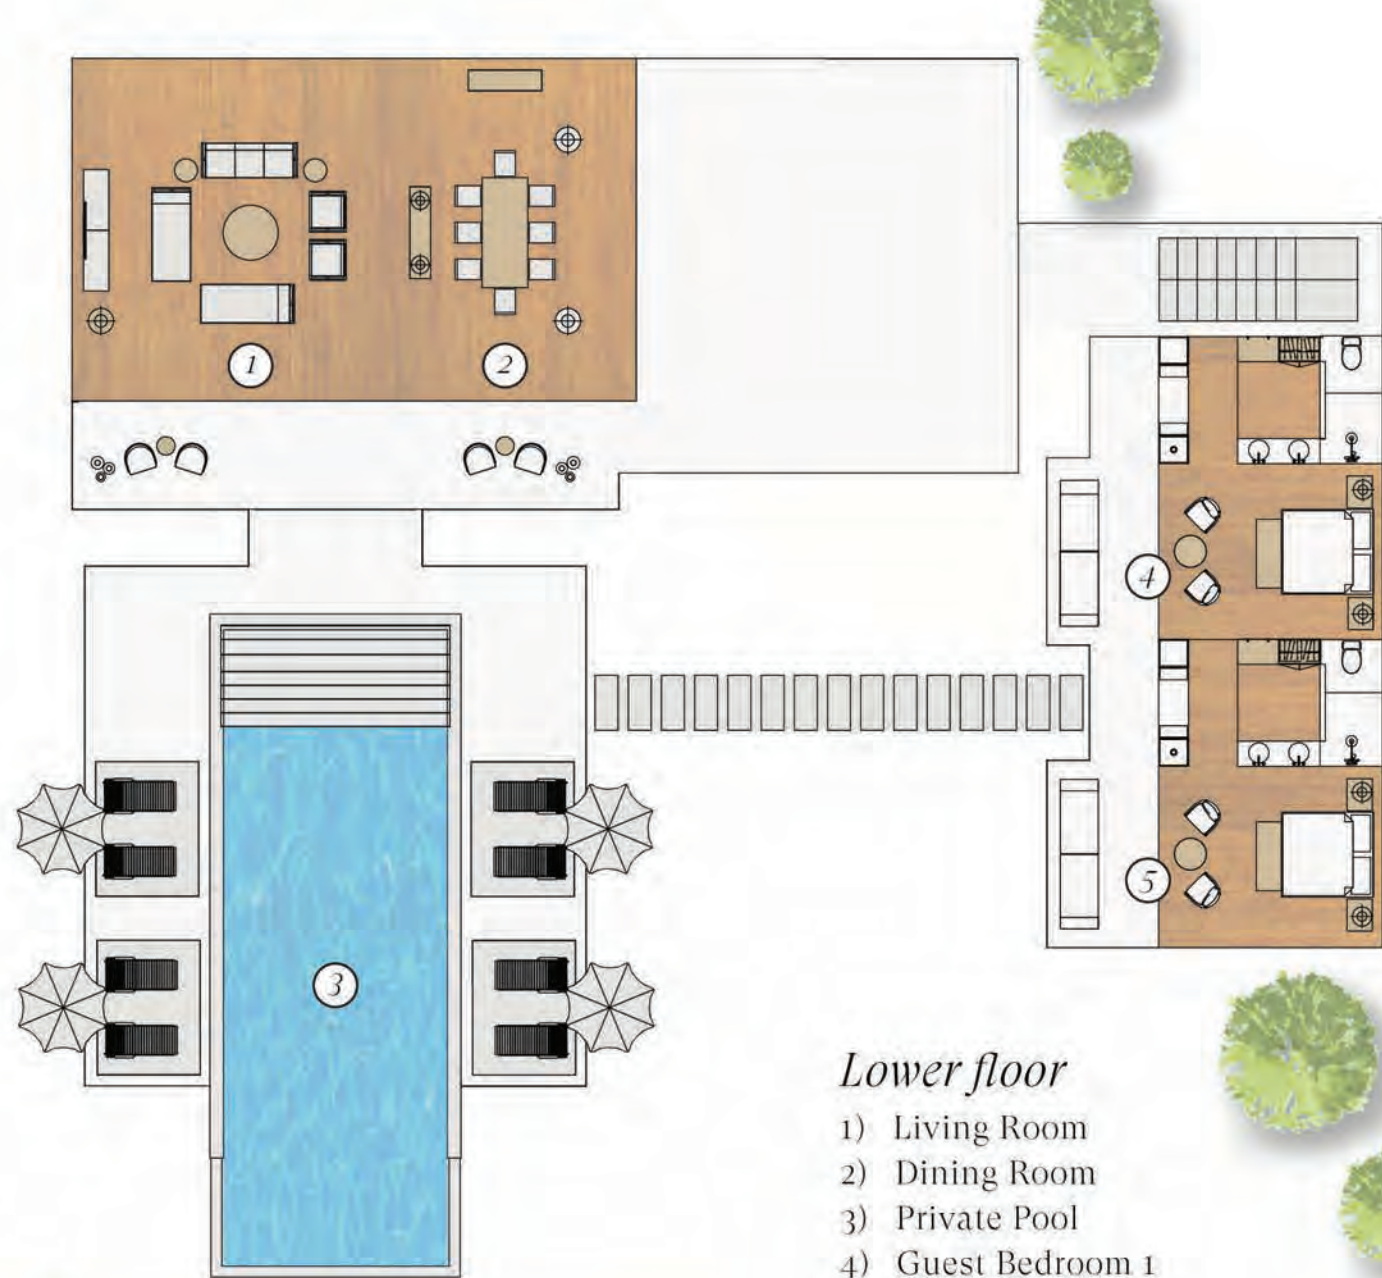 1
2
4
5
3
Lower floor
1) Living Room
2) Dining Room
3) Private Pool
4) Guest Bedroom 1